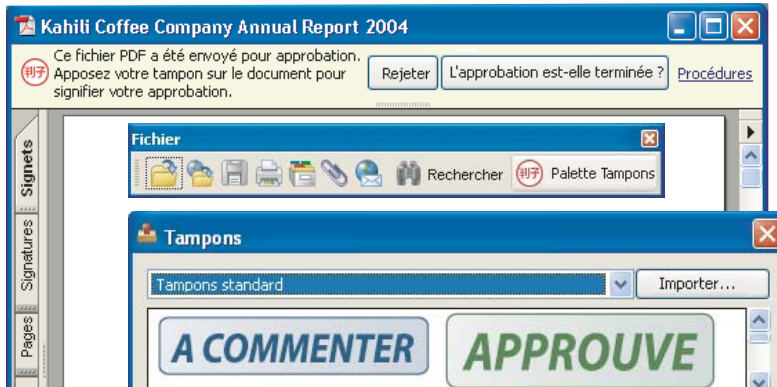 Kahili Coffee Company Annual Report 2004
Ce fichier PDF a été envoyé pour approbation.
Apposez votre tampon sur le document pour
signifier votre approbation.
Rejeter
L'approbation est-elle terminée ?
Procédures
Signets
Signatures
Pages
Fichier
Rechercher
Palette Tampons
Tampons
Tampons standard
Importer...
A COMMENTER
APPROUVE